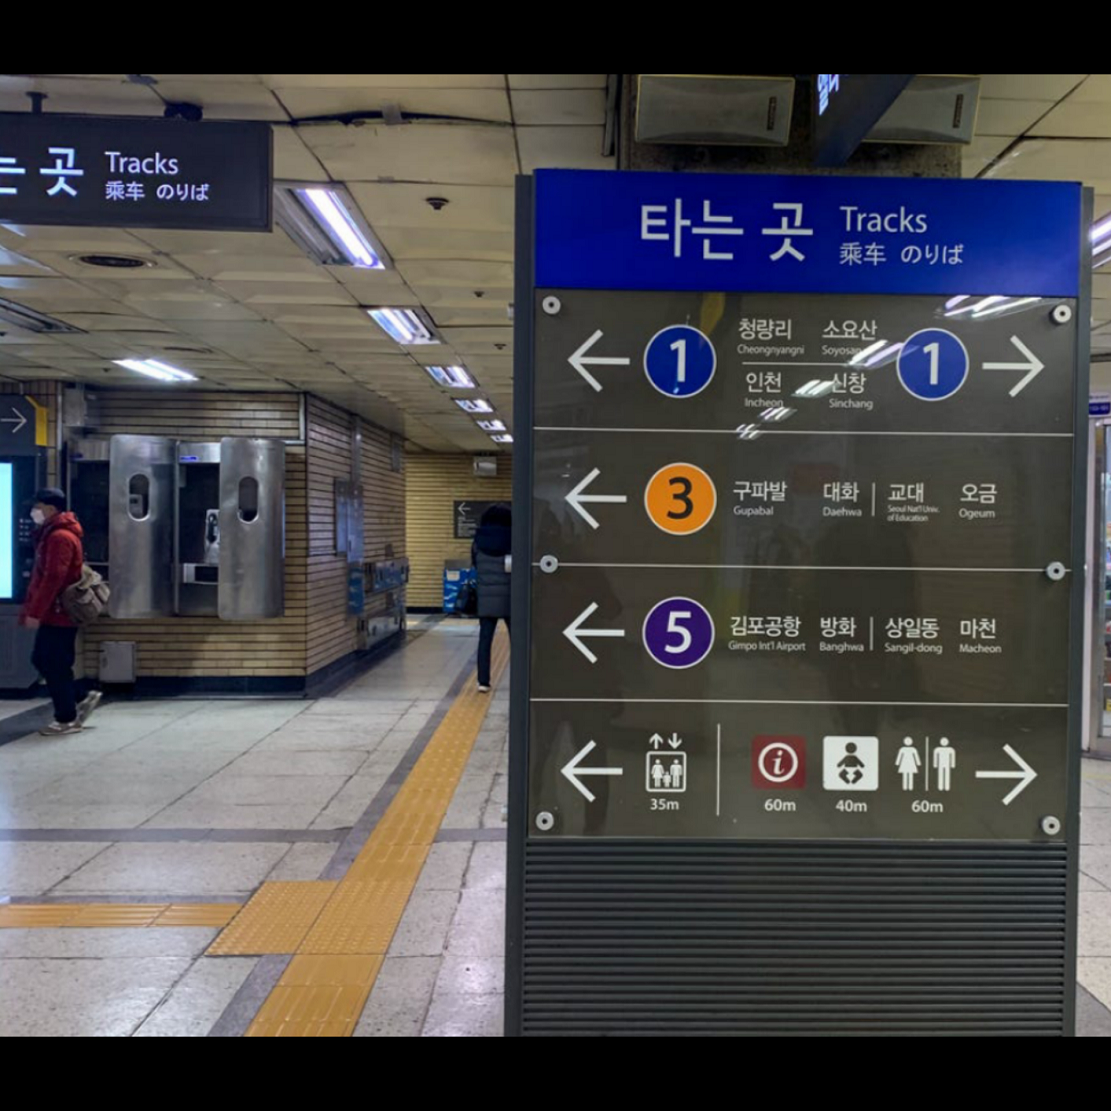 는 곳 Tracks
乘车 のりば
타는 곳 Tracks
乘车 のりば
← 1 청량리 소요산 1 →
Cheongnyangni Soyosan
인천 신창
Incheon Sinchang
← 3 구파발 대화 | 교대 오금
Gupabal Daehwa Seoul Nat'l Univ. of Education Ogeum
← 5 김포공항 방화 | 상일동 마천
Gimpo Int'l Airport Banghwa Sangil-dong Macheon
35m 60m 40m 60m